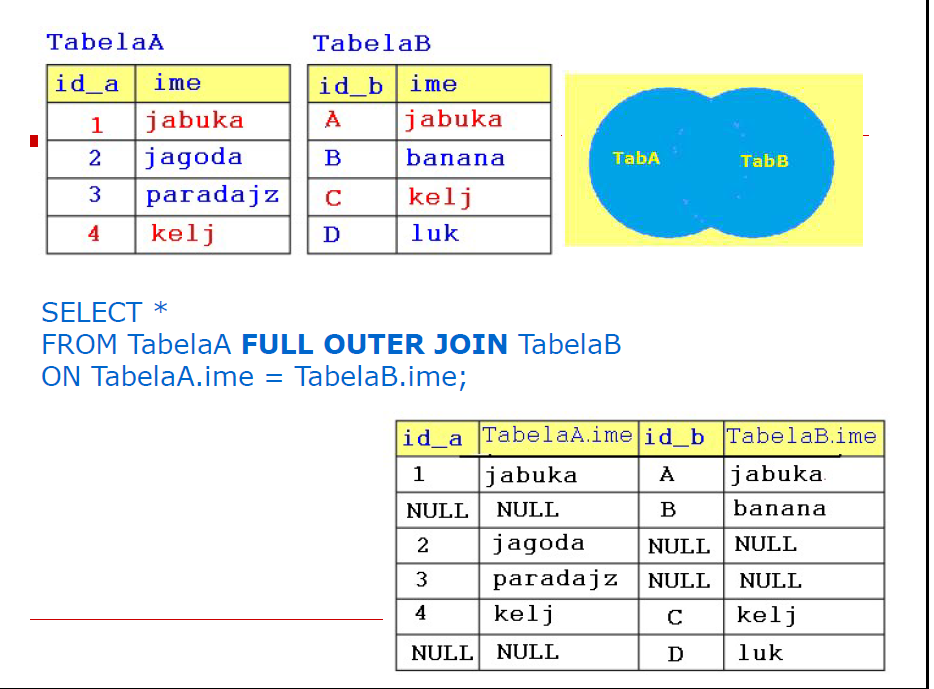 TabelaA
id_a ime
1 jabuka
2 jagoda
3 paradajz
4 kelj
TabelaB
id_b ime
A jabuka
B banana
C kelj
D luk
TabA TabB
SELECT *
FROM TabelaA FULL OUTER JOIN TabelaB
ON TabelaA.ime = TabelaB.ime;
id_a TabelaA.ime id_b TabelaB.ime
1 jabuka A jabuka
NULL NULL B banana
2 jagoda NULL NULL
3 paradajz NULL NULL
4 kelj C kelj
NULL NULL D luk